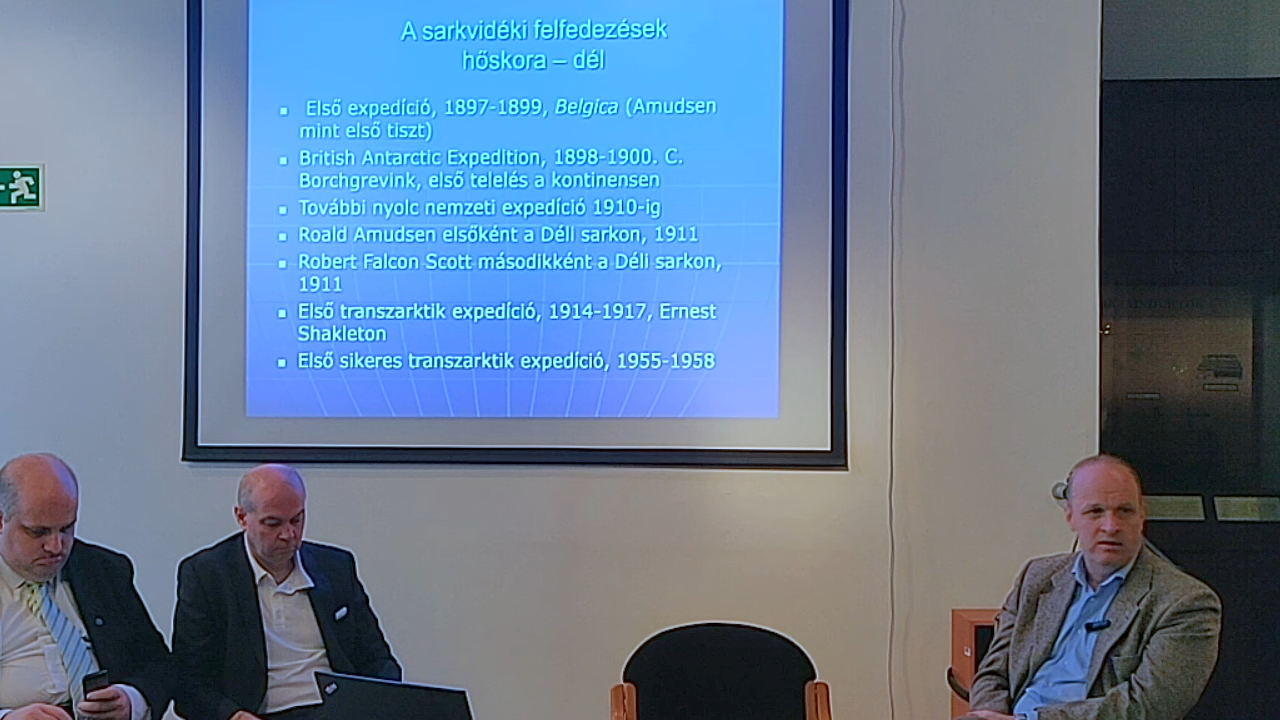 A sarkvidéki felfedezések
hőskora – dél
Első expedíció, 1897-1899, Belgica (Amudsen
mint első tiszt)
British Antarctic Expedition, 1898-1900. C.
Borchgrevink, első telelés a kontinensen
További nyolc nemzeti expedíció 1910-ig
Roald Amudsen elsőként a Déli sarkon, 1911
Robert Falcon Scott másodikként a Déli sarkon,
1911
Első transzarktik expedíció, 1914-1917, Ernest
Shakleton
Első sikeres transzarktik expedíció, 1955-1958